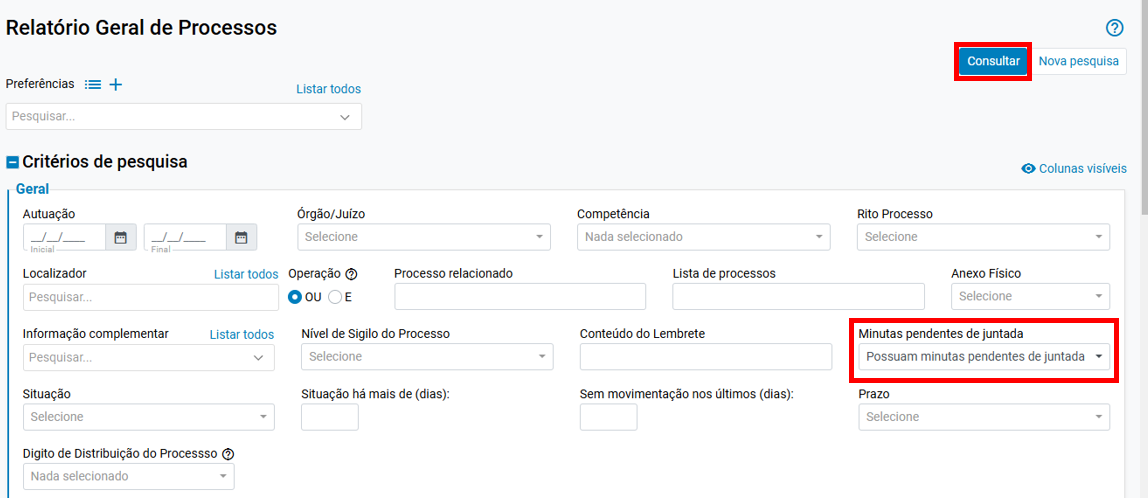 Relatório Geral de Processos
Consultar Nova pesquisa
Preferências Listar todos
Pesquisar...
Critérios de pesquisa
Colunas visíveis
Geral
Autuação Órgão/Juízo Competência Rito Processo
__/__/____ __/__/____ Selecione Nada selecionado Selecione
Inicial Final
Localizador Listar todos Operação Processo relacionado Lista de processos Anexo Físico
Pesquisar... OU E Selecione
Informação complementar Listar todos Nível de Sigilo do Processo Conteúdo do Lembrete Minutas pendentes de juntada
Pesquisar... Selecione Possuam minutas pendentes de juntada
Situação Situação há mais de (dias): Sem movimentação nos últimos (dias): Prazo
Selecione Selecione
Digito de Distribuição do Processso
Nada selecionado